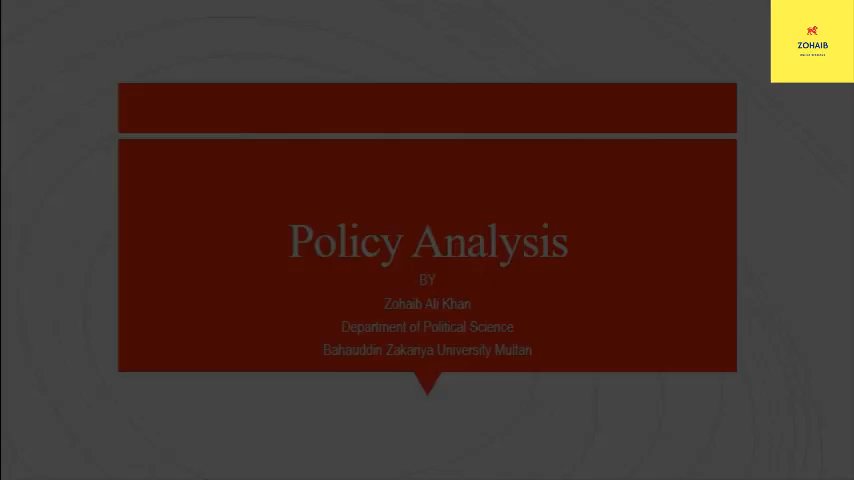 ZOHAIB
Policy Analysis
BY
Zohaib Ali Khan
Department of Political Science
Bahauddin Zakariya University Multan